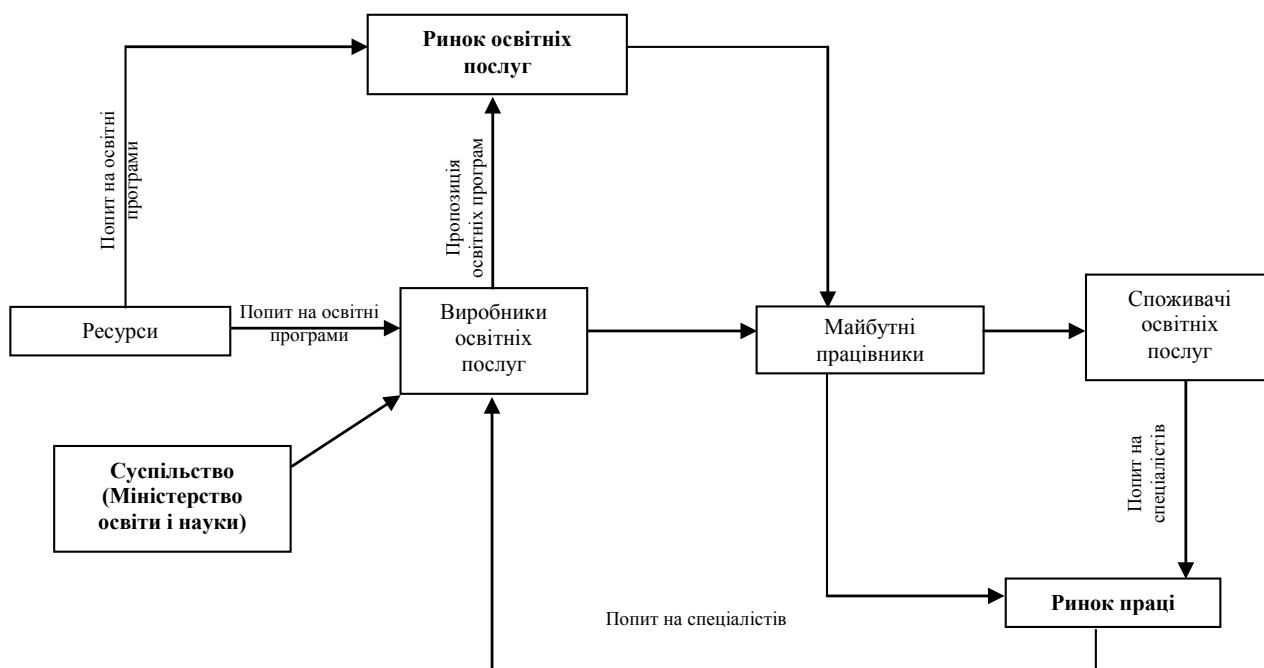 Ринок освітніх
послуг
Попит на освітні
програми
Пропозиція
освітніх програм
Ресурси
Попит на освітні
програми
Виробники
освітніх
послуг
Майбутні
працівники
Споживачі
освітніх
послуг
Суспільство
(Міністерство
освіти і науки)
Попит на
спеціалістів
Ринок праці
Попит на спеціалістів